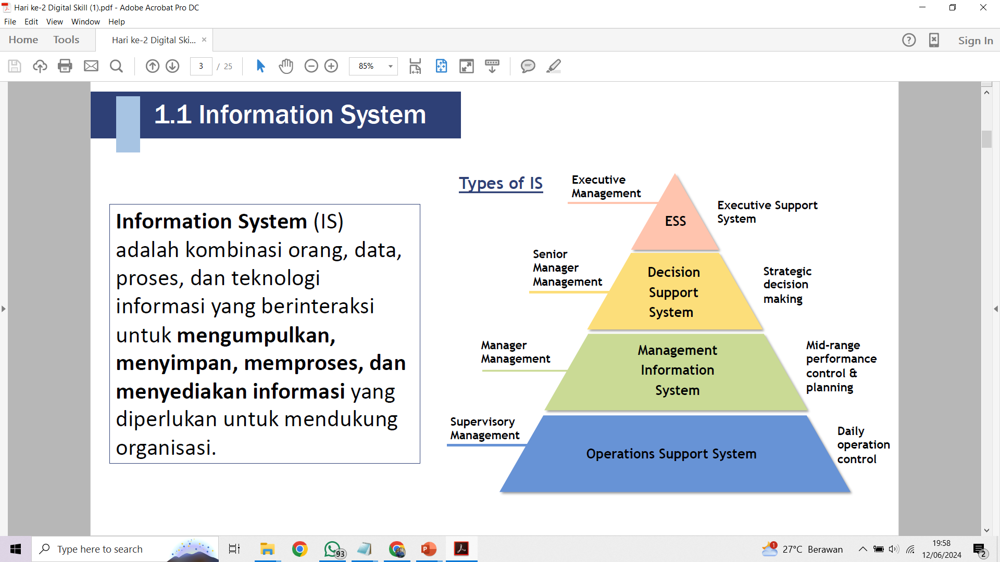 Hari ke-2 Digital Skill (1).pdf - Adobe Acrobat Pro DC
File Edit View Window Help
Home Tools Hari ke-2 Digital Ski... × Sign In
3 / 25 85%
1.1 Information System
Information System (IS)
adalah kombinasi orang, data,
proses, dan teknologi
informasi yang berinteraksi
untuk mengumpulkan,
menyimpan, memproses, dan
menyediakan informasi yang
diperlukan untuk mendukung
organisasi.
Types of IS
Executive
Management
ESS
Executive Support
System
Senior
Manager
Management
Decision
Support
System
Strategic
decision
making
Manager
Management
Management
Information
System
Mid-range
performance
control &
planning
Supervisory
Management
Operations Support System
Daily
operation
control
Type here to search
93
1
27°C Berawan
19:58
12/06/2024
2